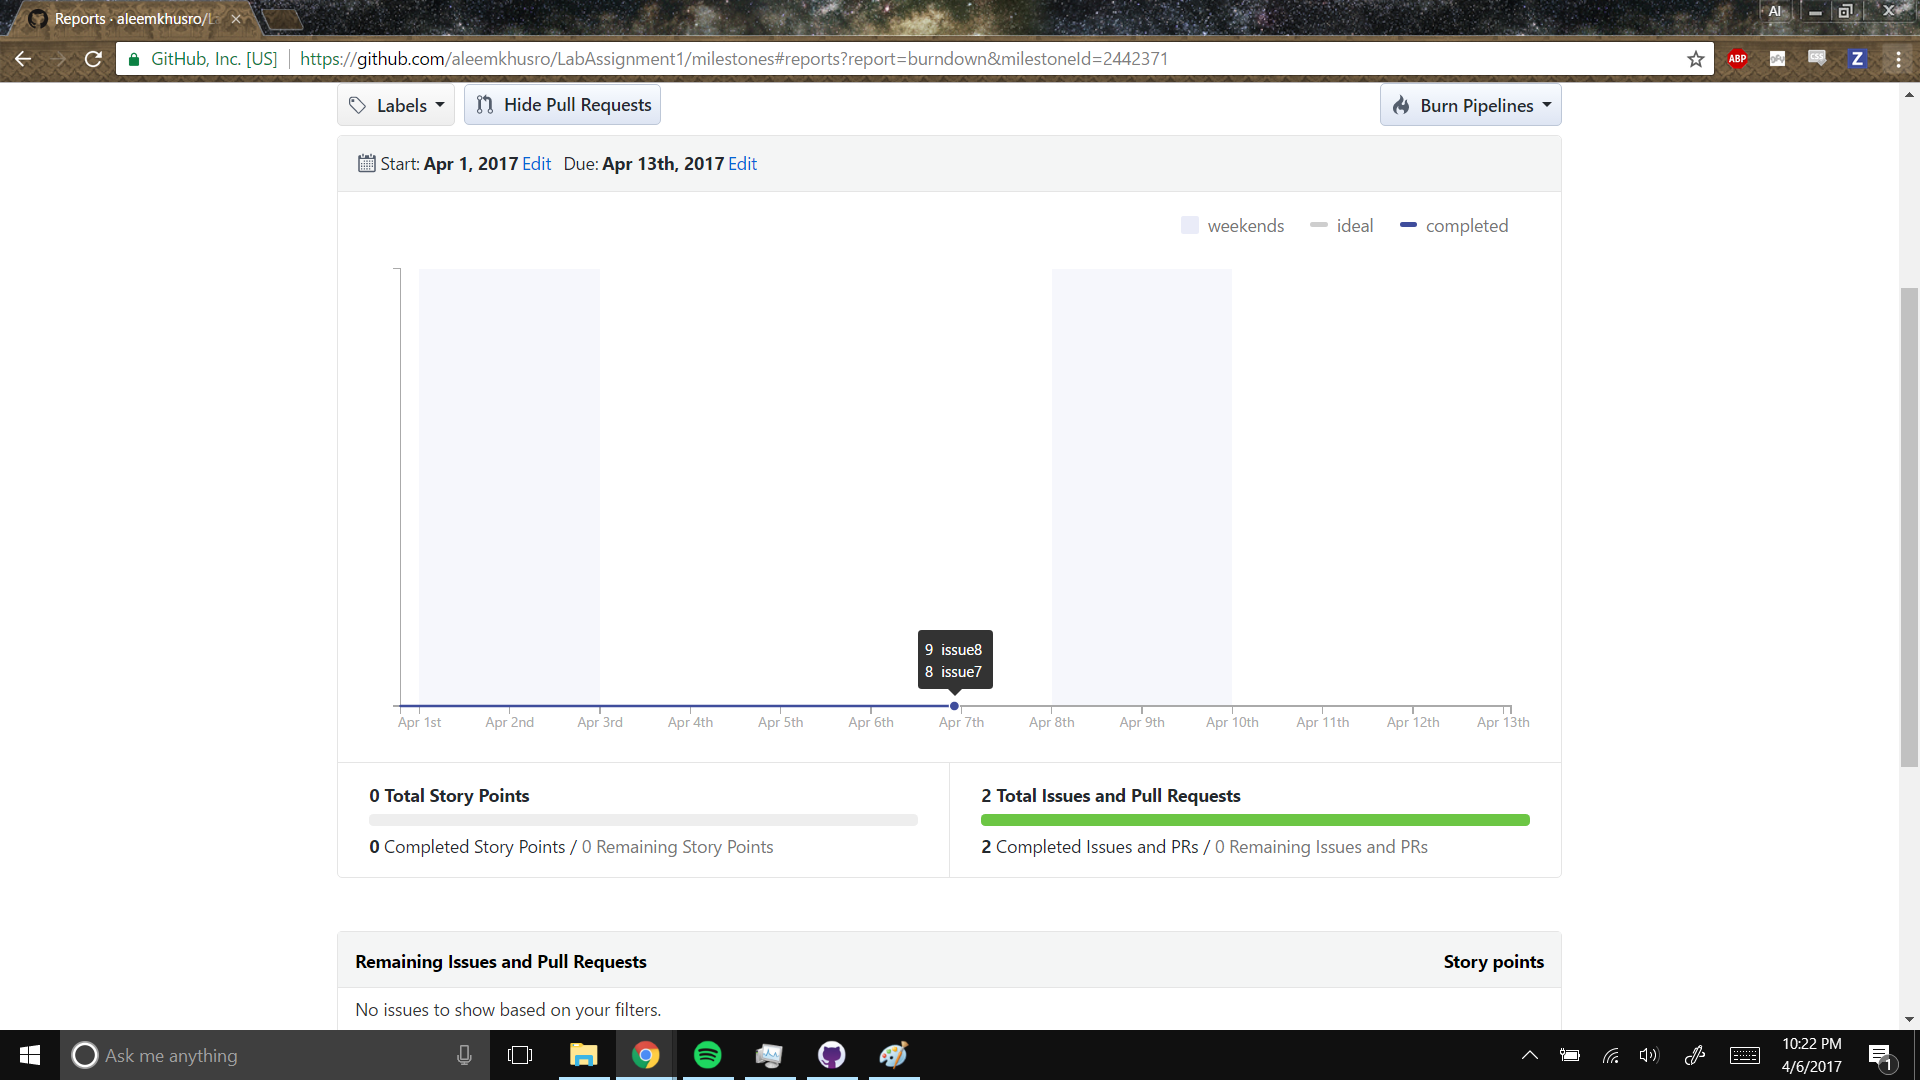 Reports · aleemkhusro/L
AI
GitHub, Inc. [US]
https://github.com/aleemkhusro/LabAssignment1/milestones#reports?report=burndown&milestoneId=2442371
ABP
CSS
Z
Labels
Hide Pull Requests
Burn Pipelines
Start: Apr 1, 2017 Edit Due: Apr 13th, 2017 Edit
weekends
ideal
completed
9 issue8
8 issue7
Apr 1st
Apr 2nd
Apr 3rd
Apr 4th
Apr 5th
Apr 6th
Apr 7th
Apr 8th
Apr 9th
Apr 10th
Apr 11th
Apr 12th
Apr 13th
0 Total Story Points
0 Completed Story Points / 0 Remaining Story Points
2 Total Issues and Pull Requests
2 Completed Issues and PRs / 0 Remaining Issues and PRs
Remaining Issues and Pull Requests
Story points
No issues to show based on your filters.
Ask me anything
10:22 PM
4/6/2017
1